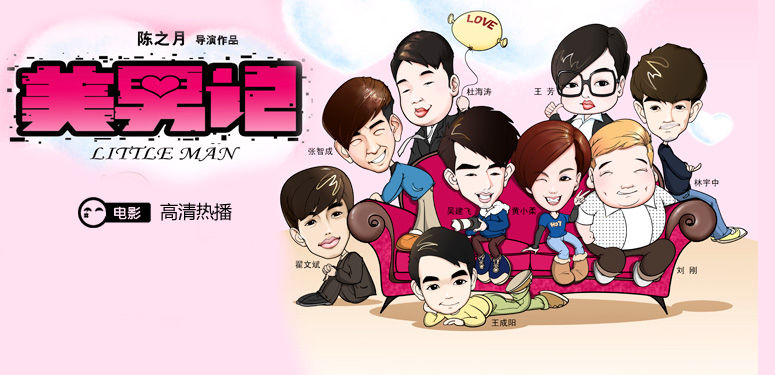 陈之月 导演作品
美男记
LITTLE MAN
电影 高清热播
LOVE
杜海涛
王 芳
张智成
林宇中
吴建飞
黄小柔
HOT
翟文斌
刘 刚
王成阳